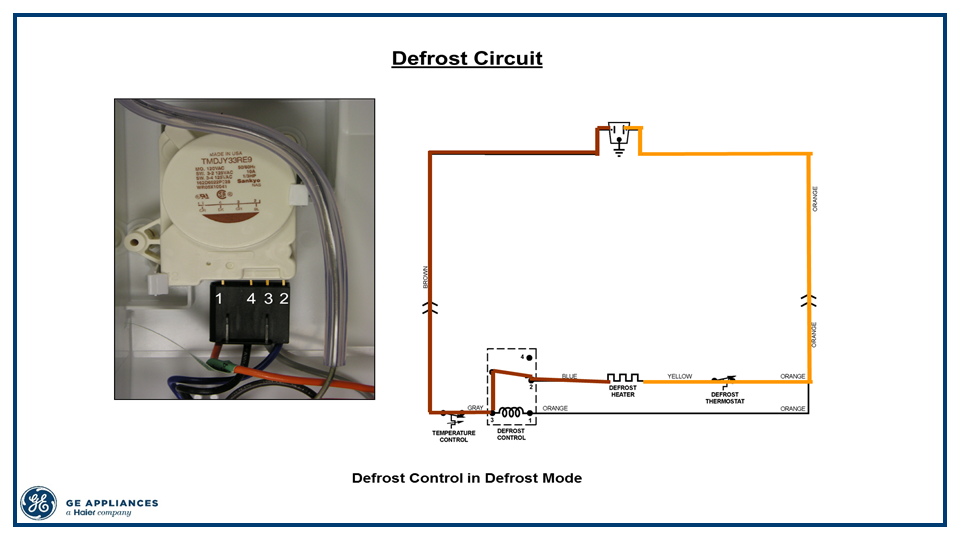 Defrost Circuit
MADE IN USA
TMDJY33RE9
Sankyo
1 4 3 2
BROWN
ORANGE
ORANGE
4
2
BLUE
YELLOW
ORANGE
DEFROST
HEATER
DEFROST
THERMOSTAT
GRAY
3
1
ORANGE
ORANGE
TEMPERATURE
CONTROL
DEFROST
CONTROL
Defrost Control in Defrost Mode
GE
GE APPLIANCES
a Haier company